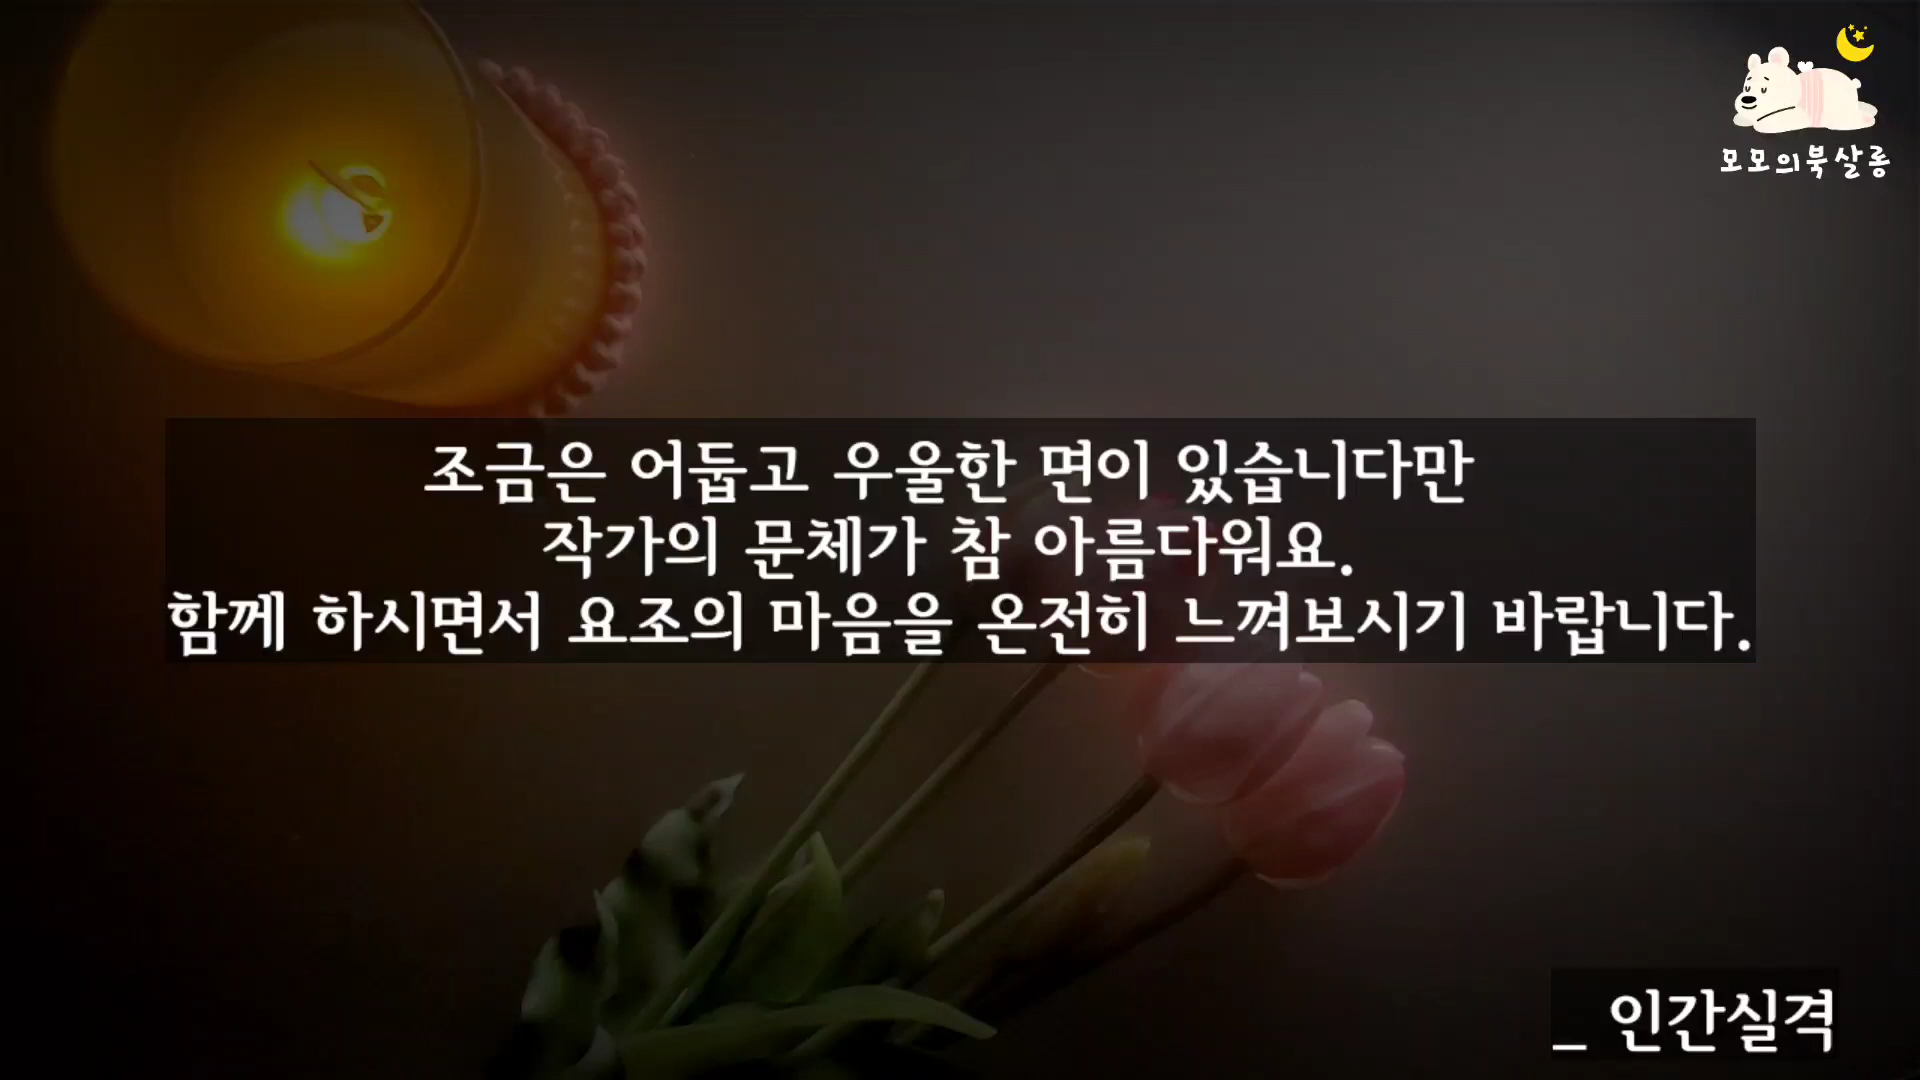 모모의북살롱
조금은 어둡고 우울한 면이 있습니다만
작가의 문체가 참 아름다워요.
함께 하시면서 요조의 마음을 온전히 느껴보시기 바랍니다.
_ 인간실격